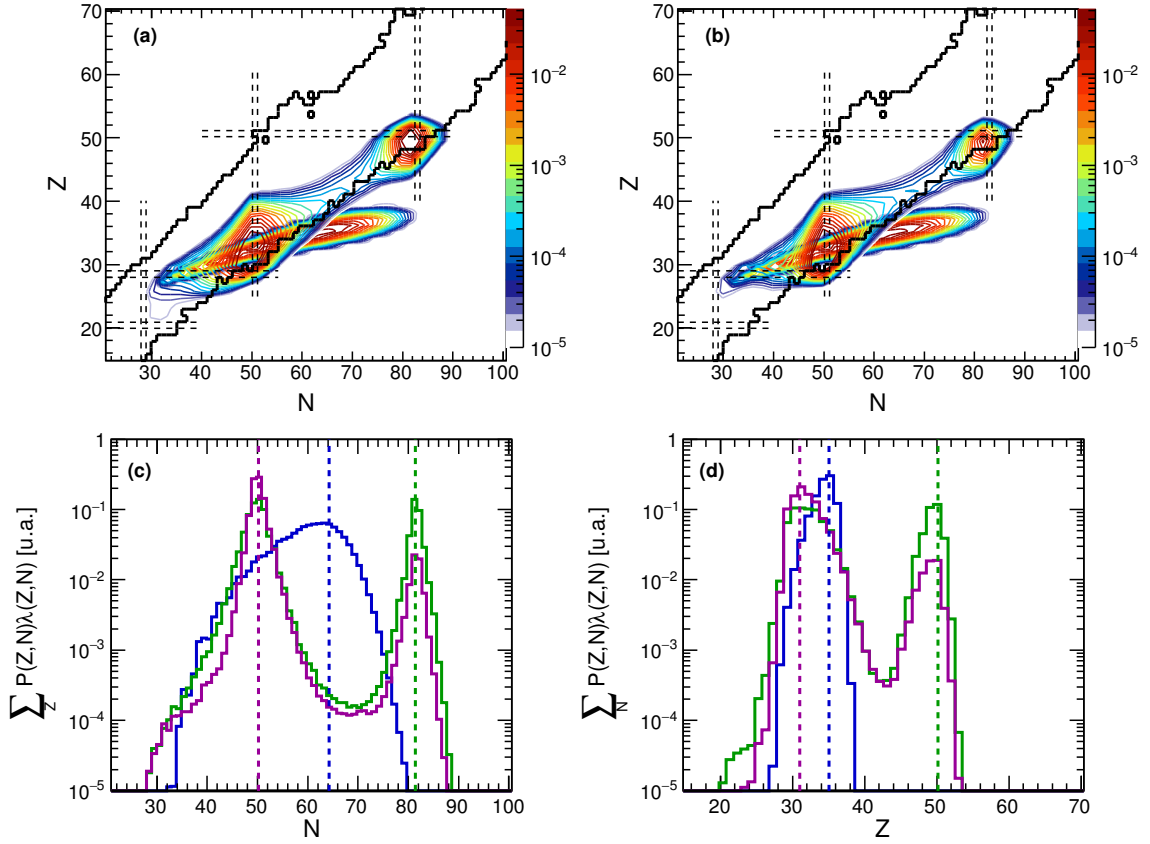 (a)
Z
70
60
50
40
30
20
30 40 50 60 70 80 90 100
N
10⁻²
10⁻³
10⁻⁴
10⁻⁵
(b)
Z
70
60
50
40
30
20
30 40 50 60 70 80 90 100
N
10⁻²
10⁻³
10⁻⁴
10⁻⁵
(c)
∑_Z P(Z,N)λ(Z,N) [u.a.]
1
10⁻¹
10⁻²
10⁻³
10⁻⁴
10⁻⁵
30 40 50 60 70 80 90 100
N
(d)
∑_N P(Z,N)λ(Z,N) [u.a.]
1
10⁻¹
10⁻²
10⁻³
10⁻⁴
10⁻⁵
20 30 40 50 60 70
Z